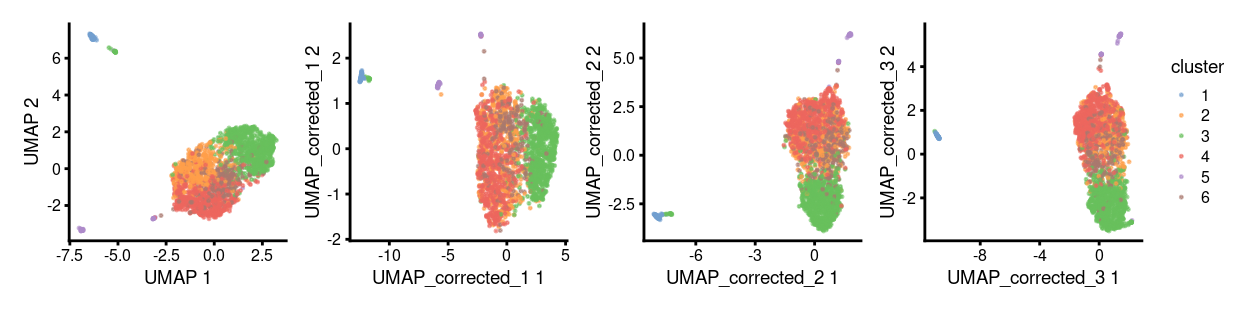 6
4
2
0
-2
UMAP 2
-7.5 -5.0 -2.5 0.0 2.5
UMAP 1
2
1
0
-1
-2
UMAP_corrected_1 2
-10 -5 0 5
UMAP_corrected_1 1
5.0
2.5
0.0
-2.5
UMAP_corrected_2 2
-6 -3 0
UMAP_corrected_2 1
4
2
0
-2
UMAP_corrected_3 2
-8 -4 0
UMAP_corrected_3 1
cluster
1
2
3
4
5
6